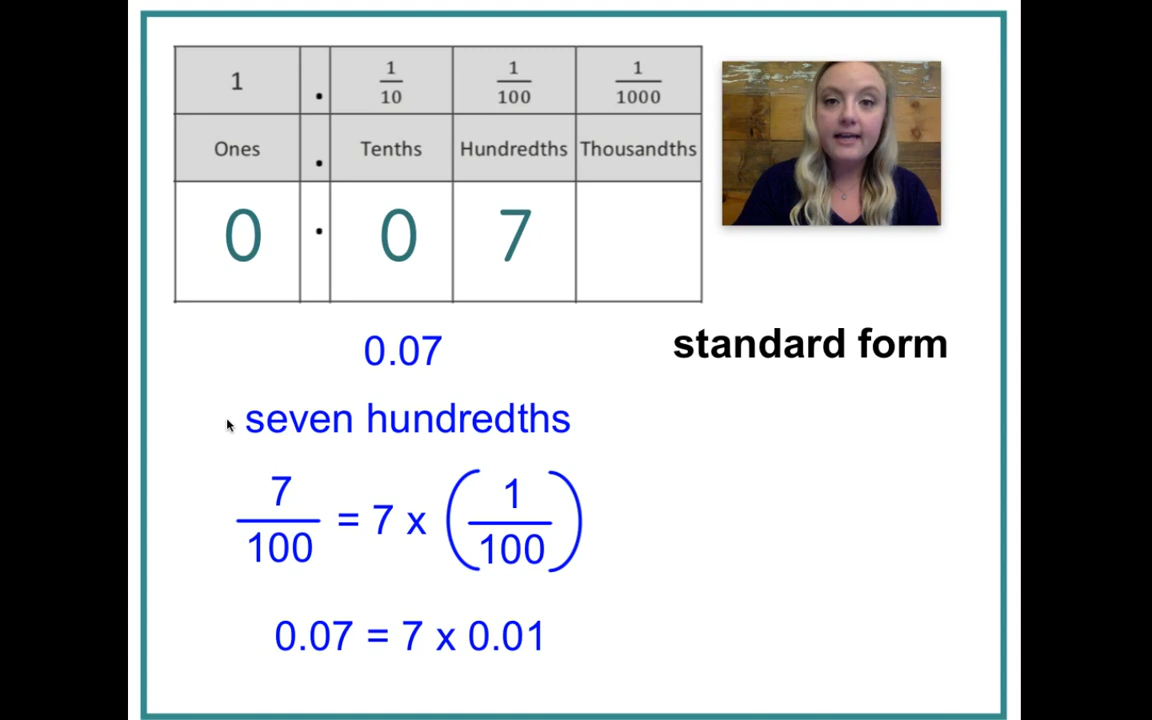 1 . 1/10 1/100 1/1000
Ones . Tenths Hundredths Thousandths
0 . 0 7
0.07 standard form
seven hundredths
7/100 = 7 x (1/100)
0.07 = 7 x 0.01